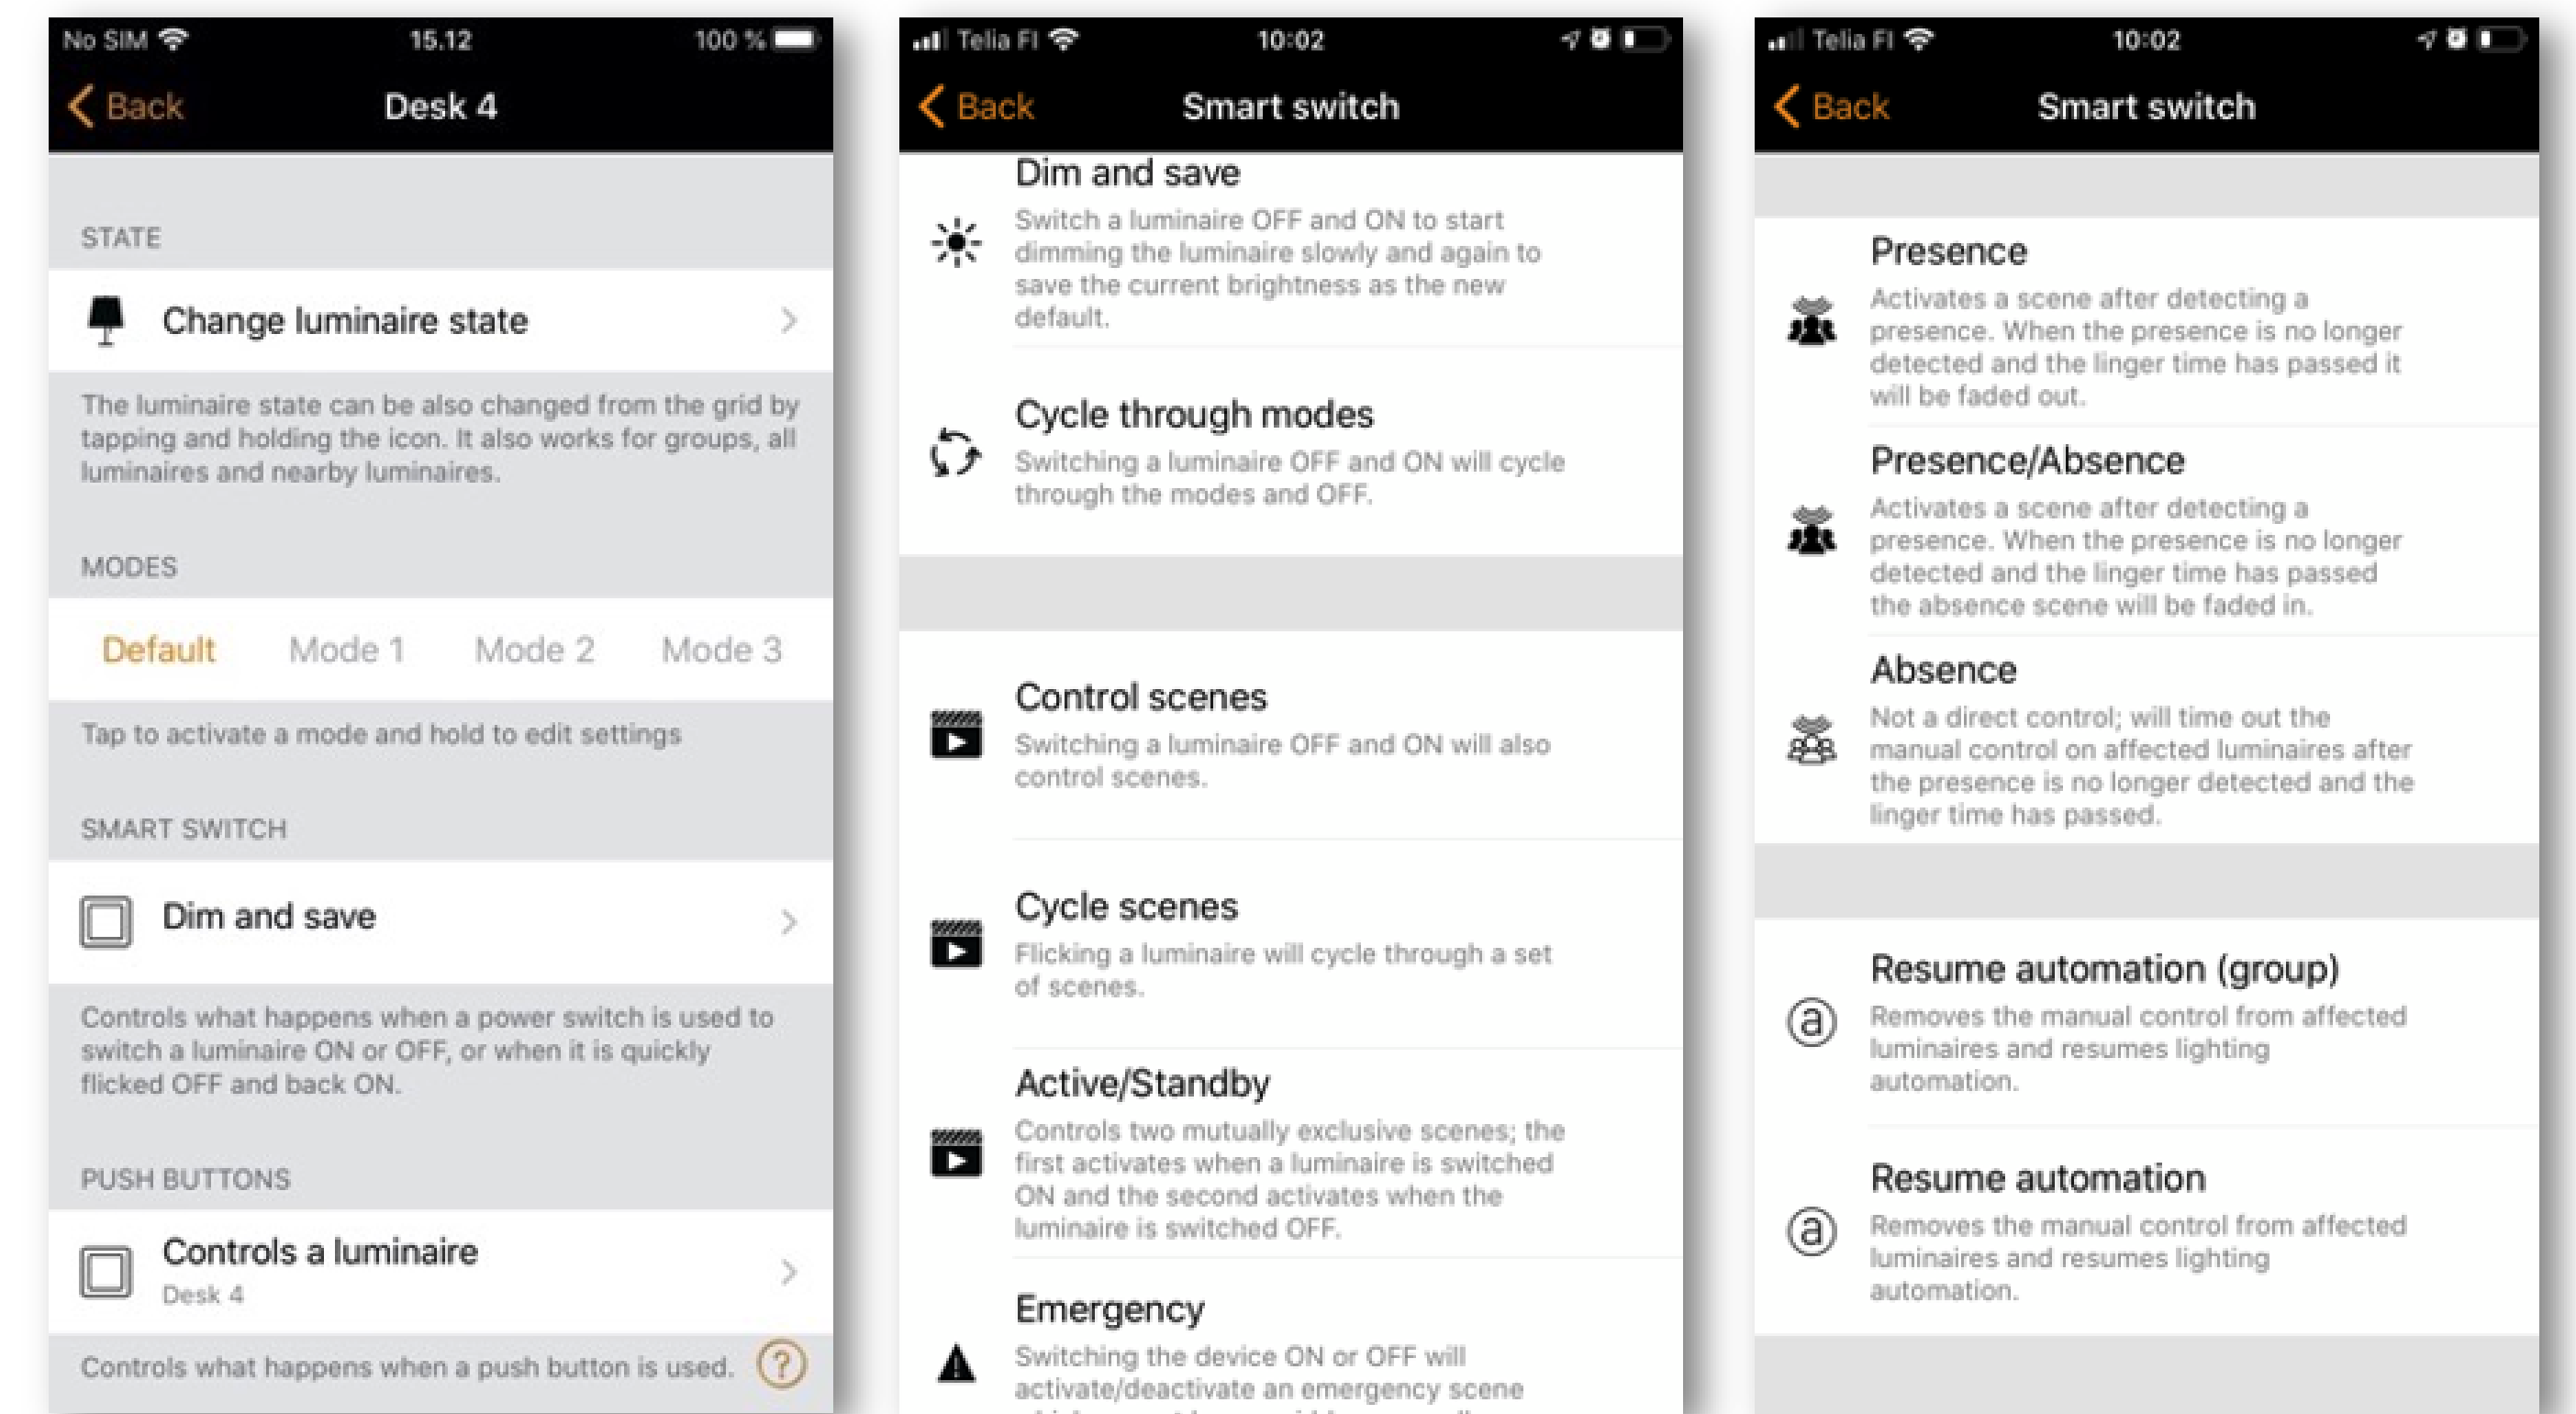 No SIM 15.12 100 %
Back Desk 4
STATE
Change luminaire state
The luminaire state can be also changed from the grid by
tapping and holding the icon. It also works for groups, all
luminaires and nearby luminaires.
MODES
Default Mode 1 Mode 2 Mode 3
Tap to activate a mode and hold to edit settings
SMART SWITCH
Dim and save
Controls what happens when a power switch is used to
switch a luminaire ON or OFF, or when it is quickly
flicked OFF and back ON.
PUSH BUTTONS
Controls a luminaire
Desk 4
Controls what happens when a push button is used. ?
Telia FI 10:02
Back Smart switch
Dim and save
Switch a luminaire OFF and ON to start
dimming the luminaire slowly and again to
save the current brightness as the new
default.
Cycle through modes
Switching a luminaire OFF and ON will cycle
through the modes and OFF.
Control scenes
Switching a luminaire OFF and ON will also
control scenes.
Cycle scenes
Flicking a luminaire will cycle through a set
of scenes.
Active/Standby
Controls two mutually exclusive scenes; the
first activates when a luminaire is switched
ON and the second activates when the
luminaire is switched OFF.
Emergency
Switching the device ON or OFF will
activate/deactivate an emergency scene
Telia FI 10:02
Back Smart switch
Presence
Activates a scene after detecting a
presence. When the presence is no longer
detected and the linger time has passed it
will be faded out.
Presence/Absence
Activates a scene after detecting a
presence. When the presence is no longer
detected and the linger time has passed
the absence scene will be faded in.
Absence
Not a direct control; will time out the
manual control on affected luminaires after
the presence is no longer detected and the
linger time has passed.
Resume automation (group)
a Removes the manual control from affected
luminaires and resumes lighting
automation.
Resume automation
a Removes the manual control from affected
luminaires and resumes lighting
automation.